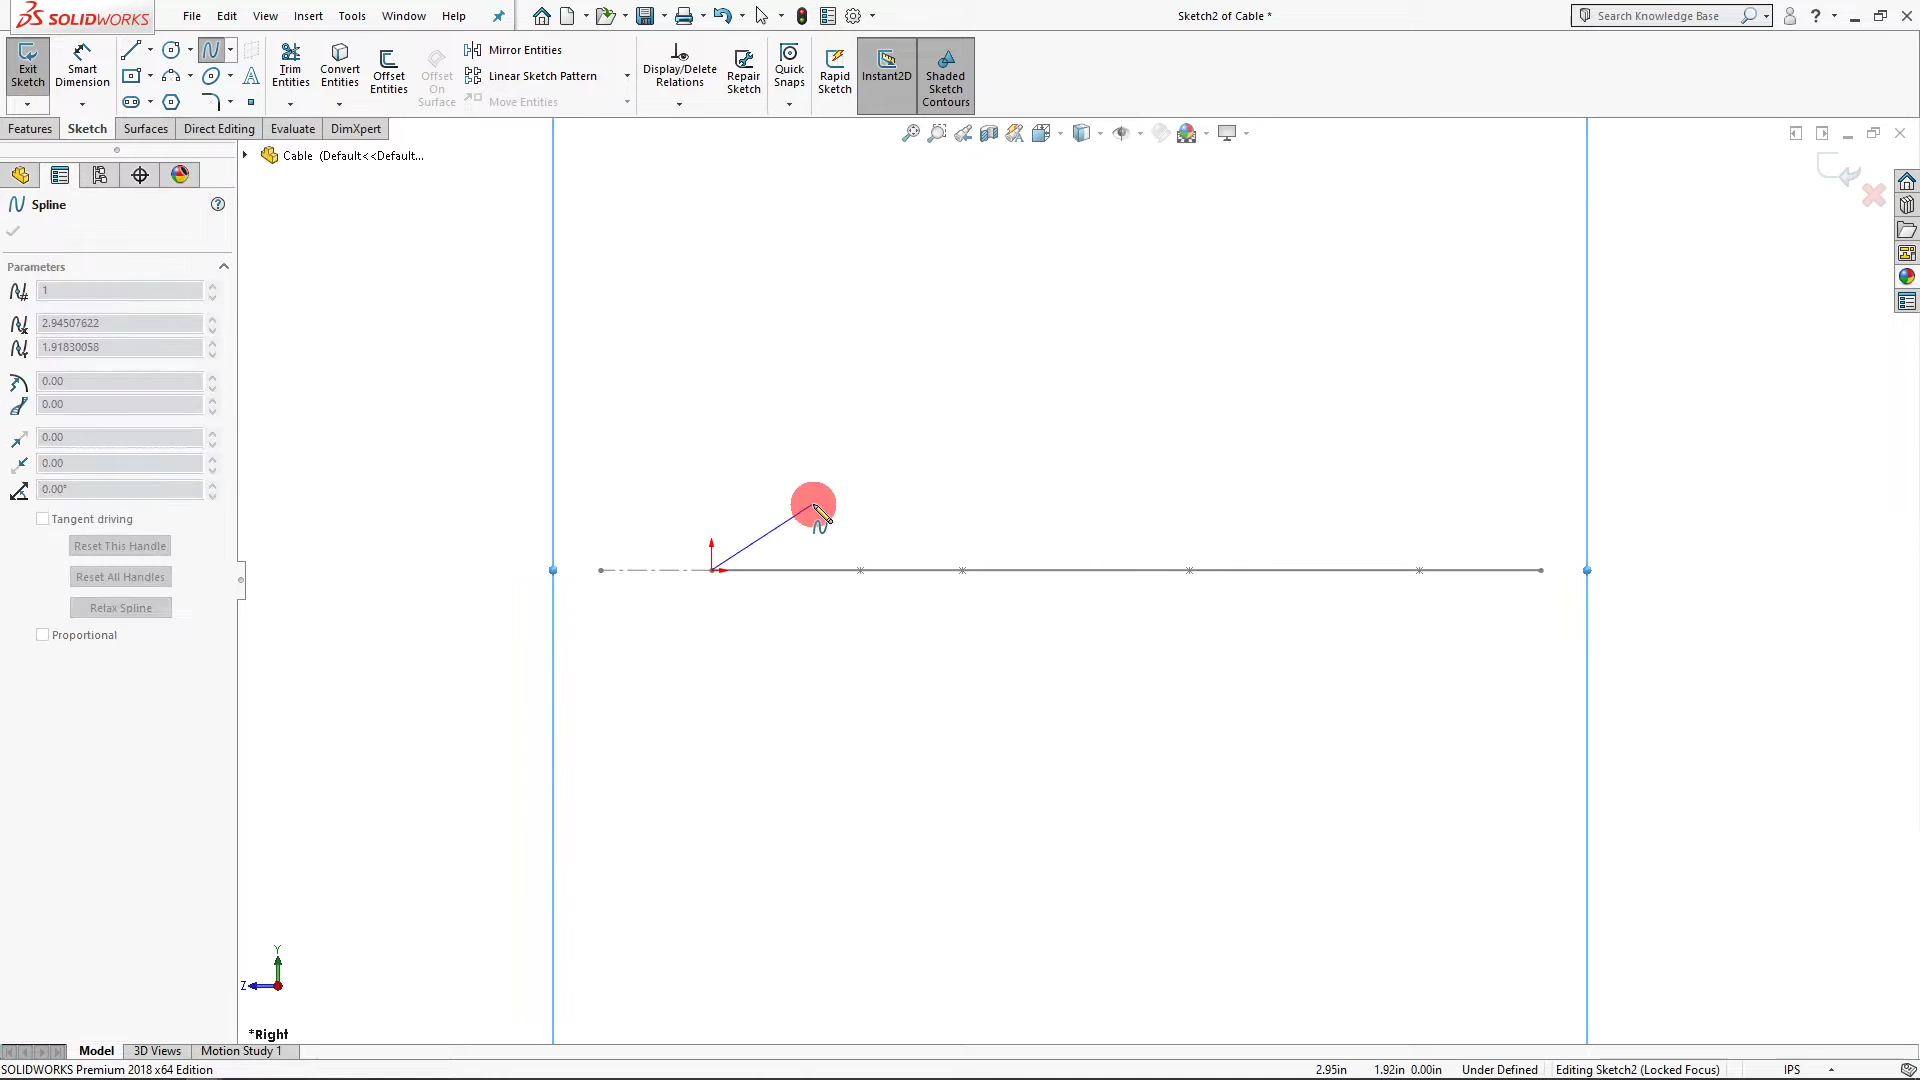 SOLIDWORKS File Edit View Insert Tools Window Help Sketch2 of Cable * Search Knowledge Base
Exit Sketch
Smart Dimension
Trim Entities
Convert Entities
Offset Entities
Offset On Surface
Mirror Entities
Linear Sketch Pattern
Move Entities
Display/Delete Relations
Repair Sketch
Quick Snaps
Rapid Sketch
Instant2D
Shaded Sketch Contours
Features Sketch Surfaces Direct Editing Evaluate DimXpert
Cable (Default<<Default...
Spline
Parameters
1
2.94507622
1.91830058
0.00
0.00
0.00
0.00
0.00°
Tangent driving
Reset This Handle
Reset All Handles
Relax Spline
Proportional
Y
Z
*Right
Model 3D Views Motion Study 1
SOLIDWORKS Premium 2018 x64 Edition 2.95in 1.92in 0.00in Under Defined Editing Sketch2 (Locked Focus) IPS